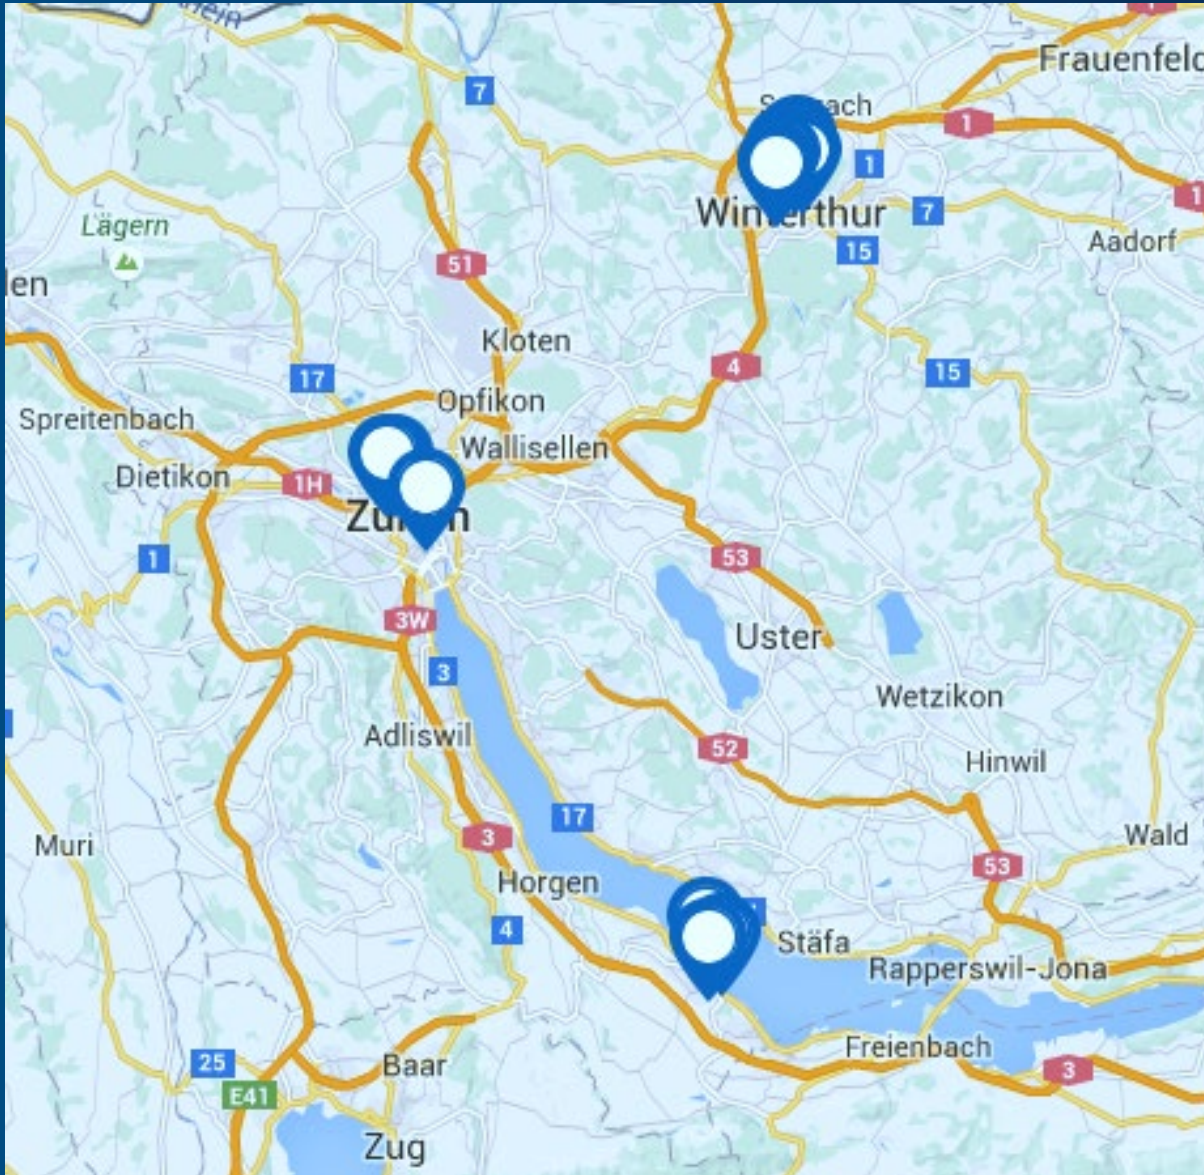 7
Frauenfeld
1
1
Winterthur
1
7
Lägern
Aadorf
15
51
Kloten
4
17
15
Opfikon
Spreitenbach
Wallisellen
Dietikon
1H
1
53
3W
Uster
3
Wetzikon
Adliswil
52
Hinwil
17
3
Muri
Wald
53
Horgen
4
Stäfa
Rapperswil-Jona
Freienbach
25
Baar
3
E41
Zug